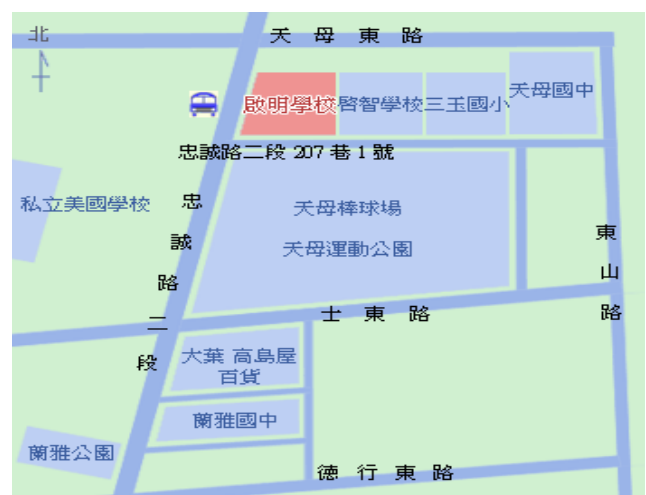 北
天母東路
啟明學校
啓智學校
三玉國小
天母國中
忠誠路二段 207 巷 1 號
私立美國學校
忠誠路二段
天母棒球場
天母運動公園
東山路
士東路
大葉 高島屋
百貨
蘭雅國中
蘭雅公園
德行東路